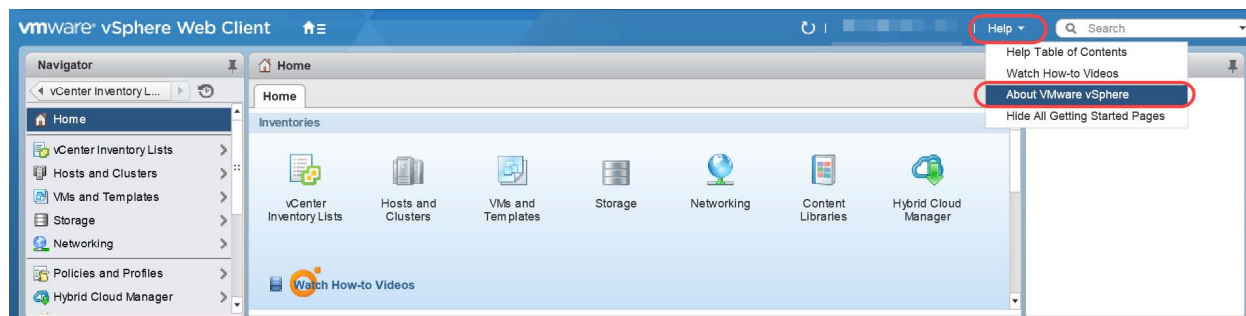 vmware® vSphere Web Client
Help
Search
Help Table of Contents
Watch How-to Videos
About VMware vSphere
Hide All Getting Started Pages
Navigator
vCenter Inventory L...
Home
vCenter Inventory Lists
Hosts and Clusters
VMs and Templates
Storage
Networking
Policies and Profiles
Hybrid Cloud Manager
Home
Home
Inventories
vCenter
Inventory Lists
Hosts and
Clusters
VMs and
Templates
Storage
Networking
Content
Libraries
Hybrid Cloud
Manager
Watch How-to Videos